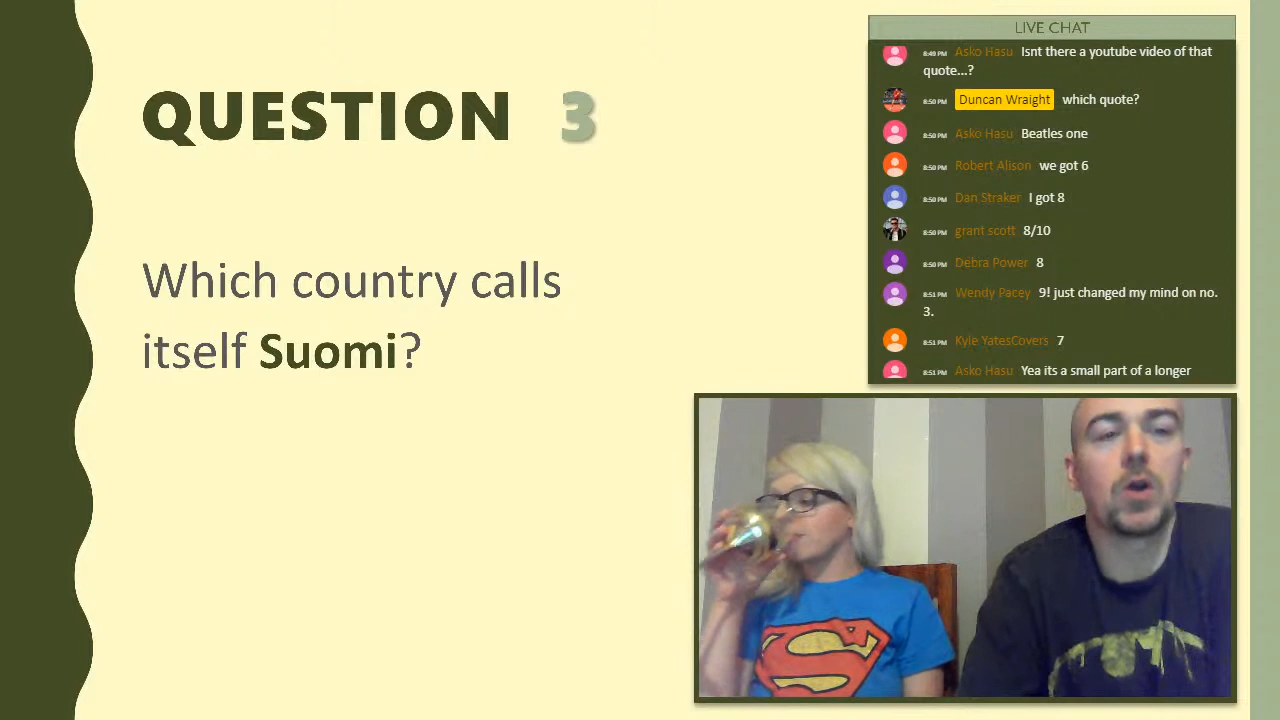 QUESTION 3
Which country calls
itself Suomi?
LIVE CHAT
8:49 PM Asko Hasu Isnt there a youtube video of that
quote...?
8:50 PM Duncan Wraight which quote?
8:50 PM Asko Hasu Beatles one
8:50 PM Robert Alison we got 6
8:50 PM Dan Straker I got 8
8:50 PM grant scott 8/10
8:50 PM Debra Power 8
8:51 PM Wendy Pacey 9! just changed my mind on no.
3.
8:51 PM Kyle YatesCovers 7
8:51 PM Asko Hasu Yea its a small part of a longer